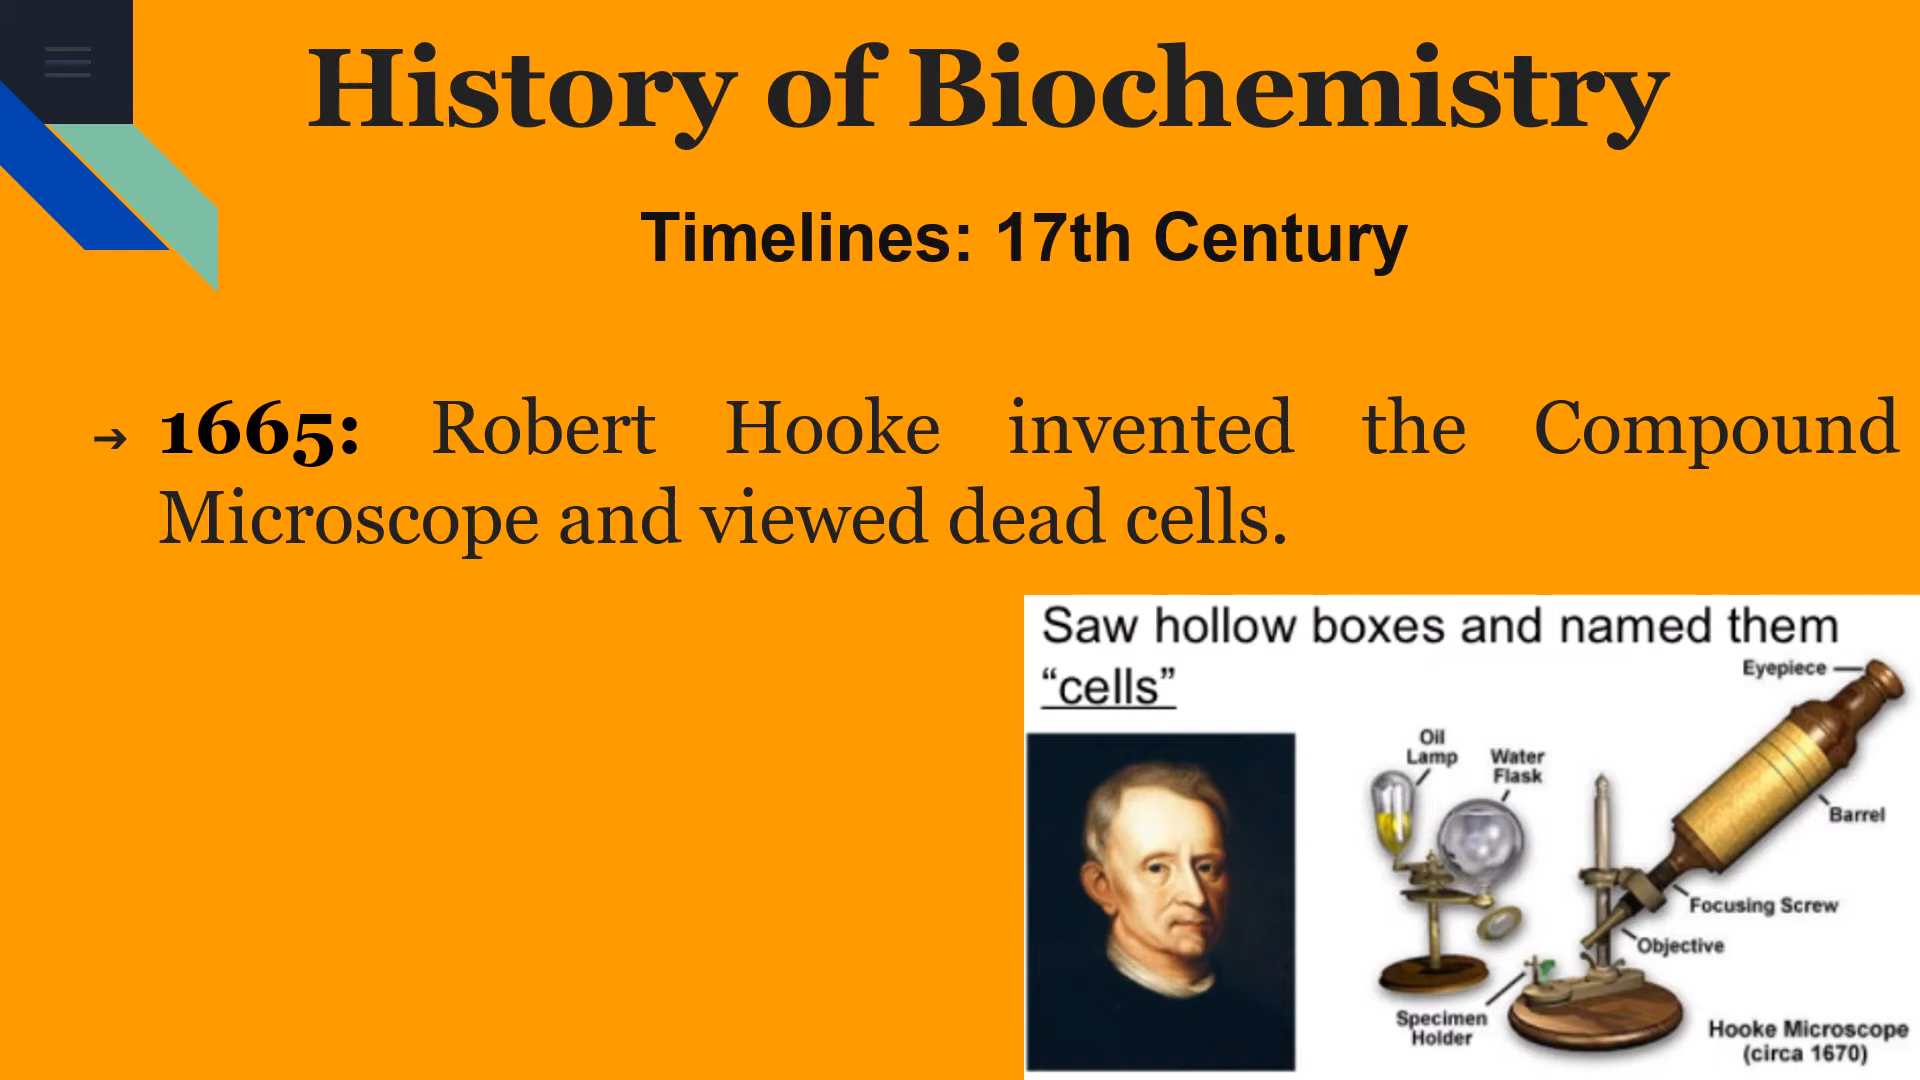 History of Biochemistry
Timelines: 17th Century
➔ 1665: Robert Hooke invented the Compound
Microscope and viewed dead cells.
Saw hollow boxes and named them
“cells”
Eyepiece
Oil
Lamp
Water
Flask
Barrel
Focusing Screw
Objective
Specimen
Holder
Hooke Microscope
(circa 1670)